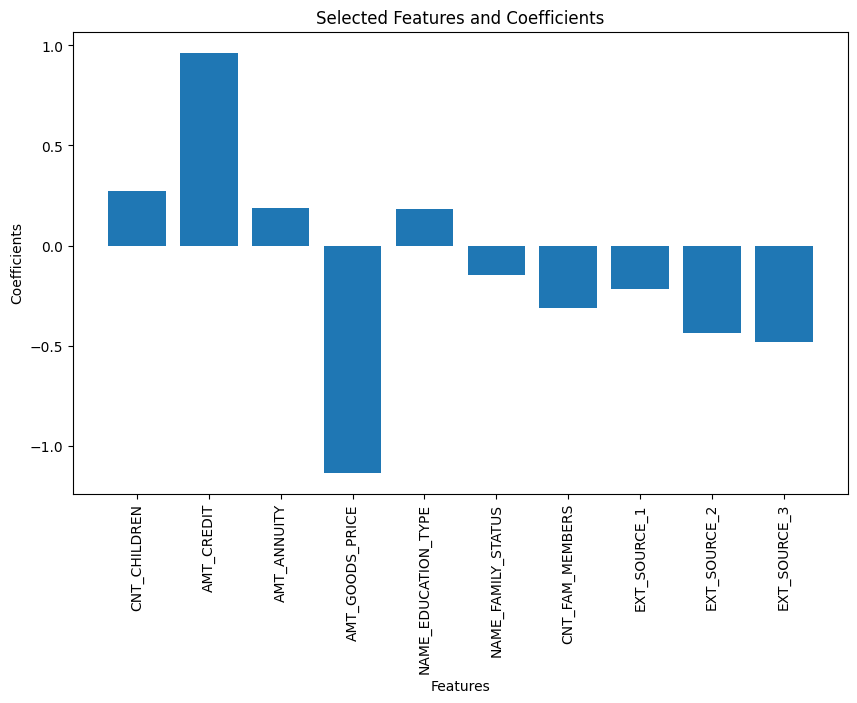 Selected Features and Coefficients
1.0
0.5
0.0
−0.5
−1.0
Coefficients
CNT_CHILDREN
AMT_CREDIT
AMT_ANNUITY
AMT_GOODS_PRICE
NAME_EDUCATION_TYPE
NAME_FAMILY_STATUS
CNT_FAM_MEMBERS
EXT_SOURCE_1
EXT_SOURCE_2
EXT_SOURCE_3
Features